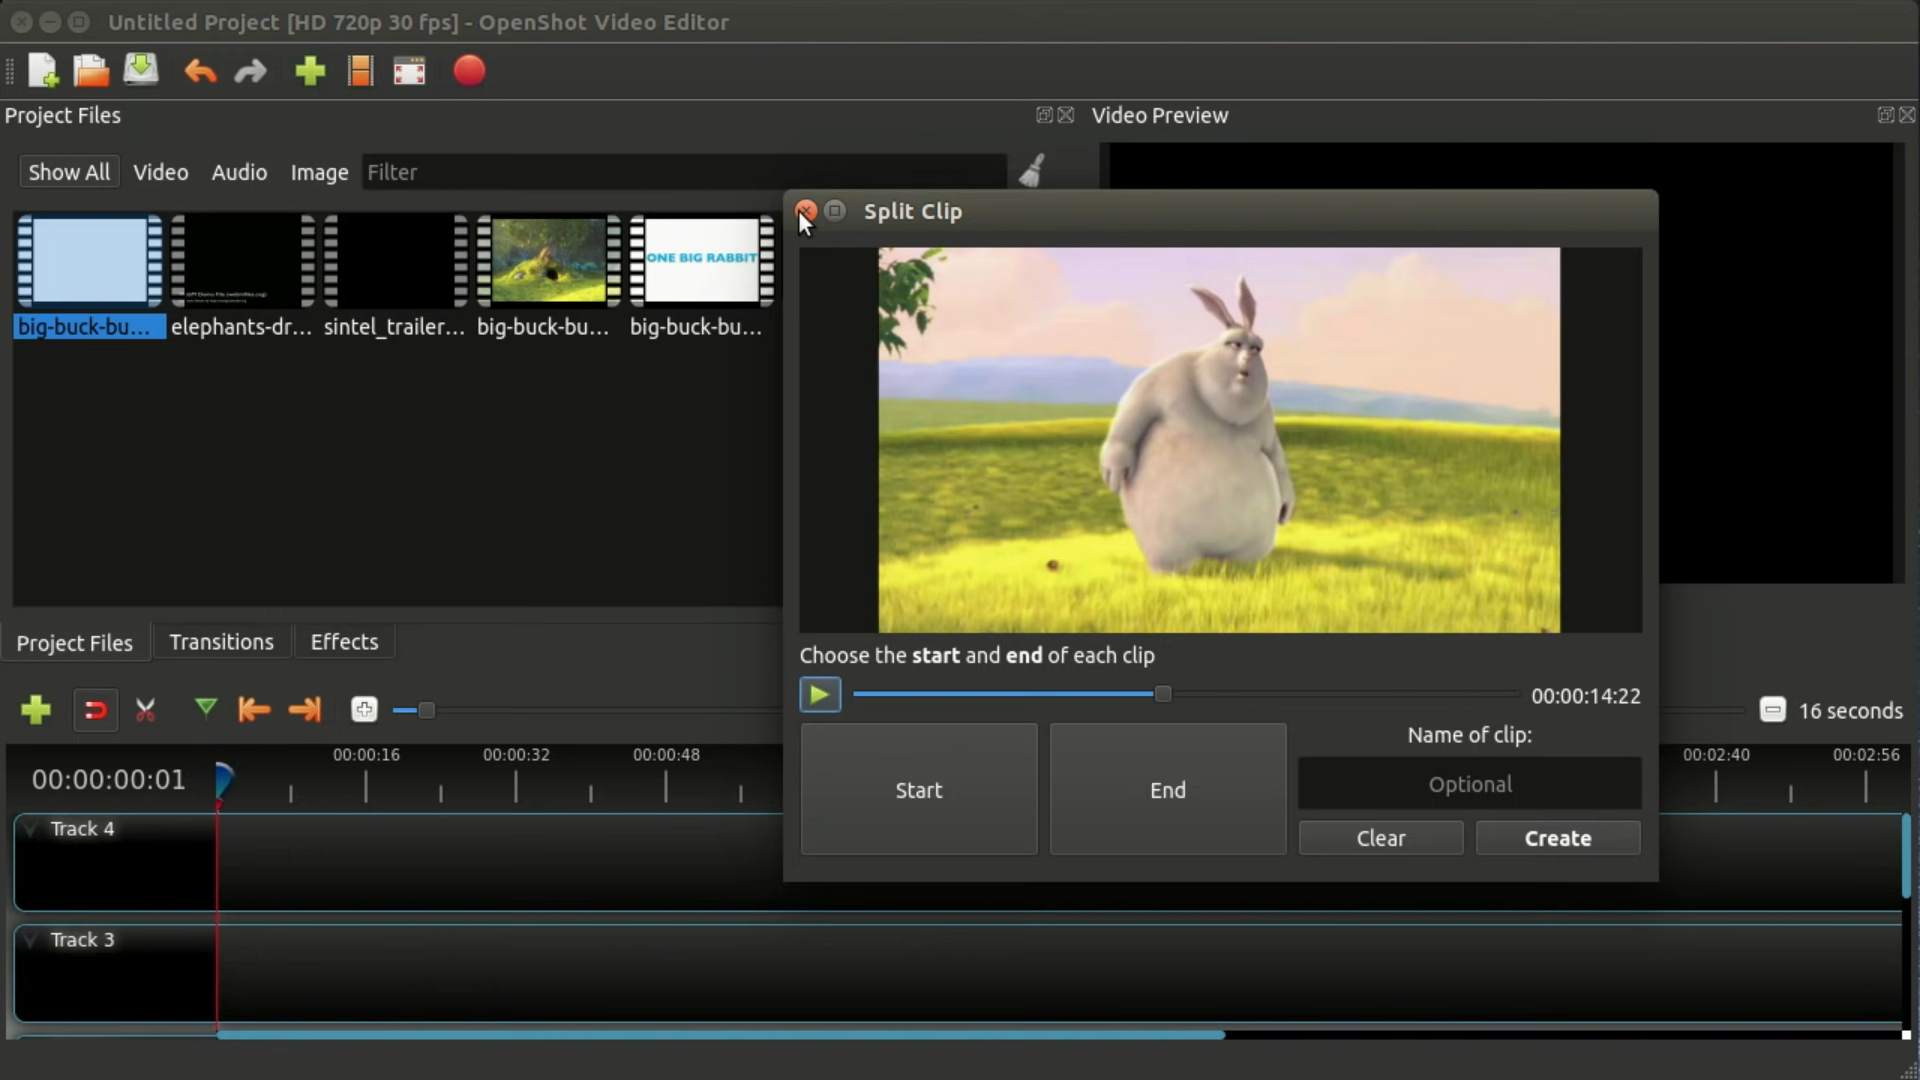 Untitled Project [HD 720p 30 fps] - OpenShot Video Editor
Project Files
Video Preview
Show All Video Audio Image Filter
Split Clip
ONE BIG RABBIT
big-buck-bu... elephants-dr... sintel_trailer... big-buck-bu... big-buck-bu...
Choose the start and end of each clip
00:00:14:22
Project Files Transitions Effects
16 seconds
Name of clip:
Optional
Start
End
Clear
Create
00:00:00:01
00:00:16 00:00:32 00:00:48 00:02:40 00:02:56
Track 4
Track 3